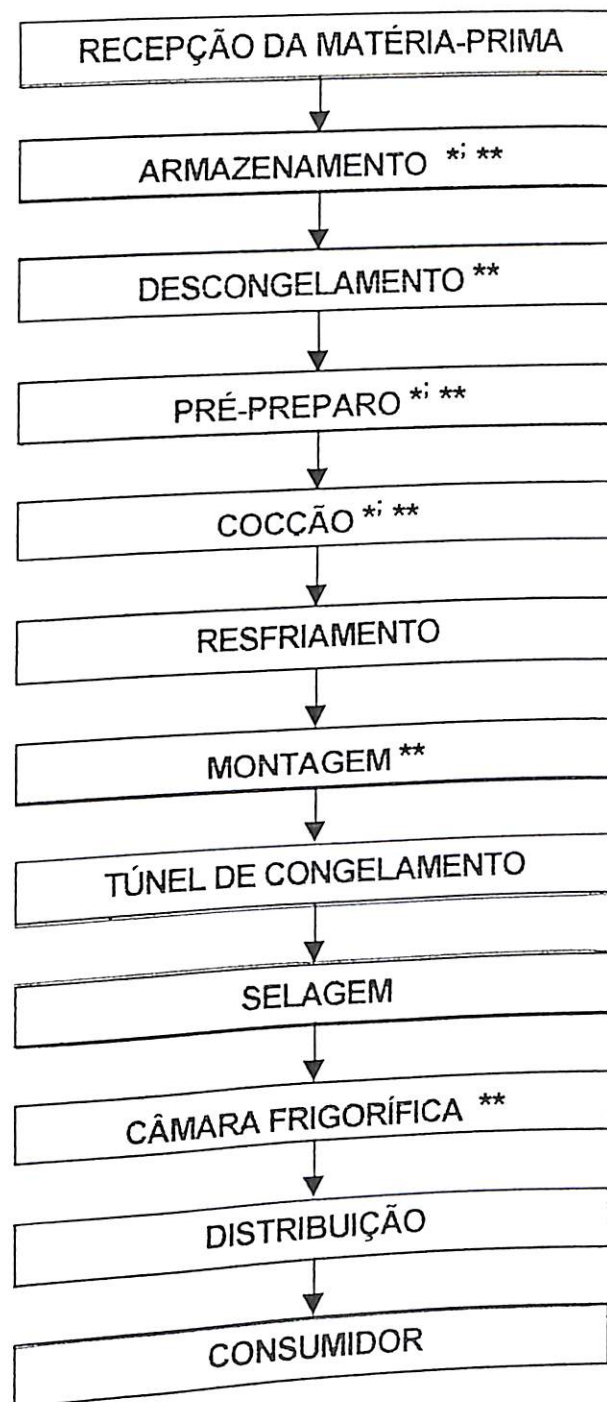 RECEPÇÃO DA MATÉRIA-PRIMA
ARMAZENAMENTO *; **
DESCONGELAMENTO **
PRÉ-PREPARO *; **
COCÇÃO *; **
RESFRIAMENTO
MONTAGEM **
TÚNEL DE CONGELAMENTO
SELAGEM
CÂMARA FRIGORÍFICA **
DISTRIBUIÇÃO
CONSUMIDOR